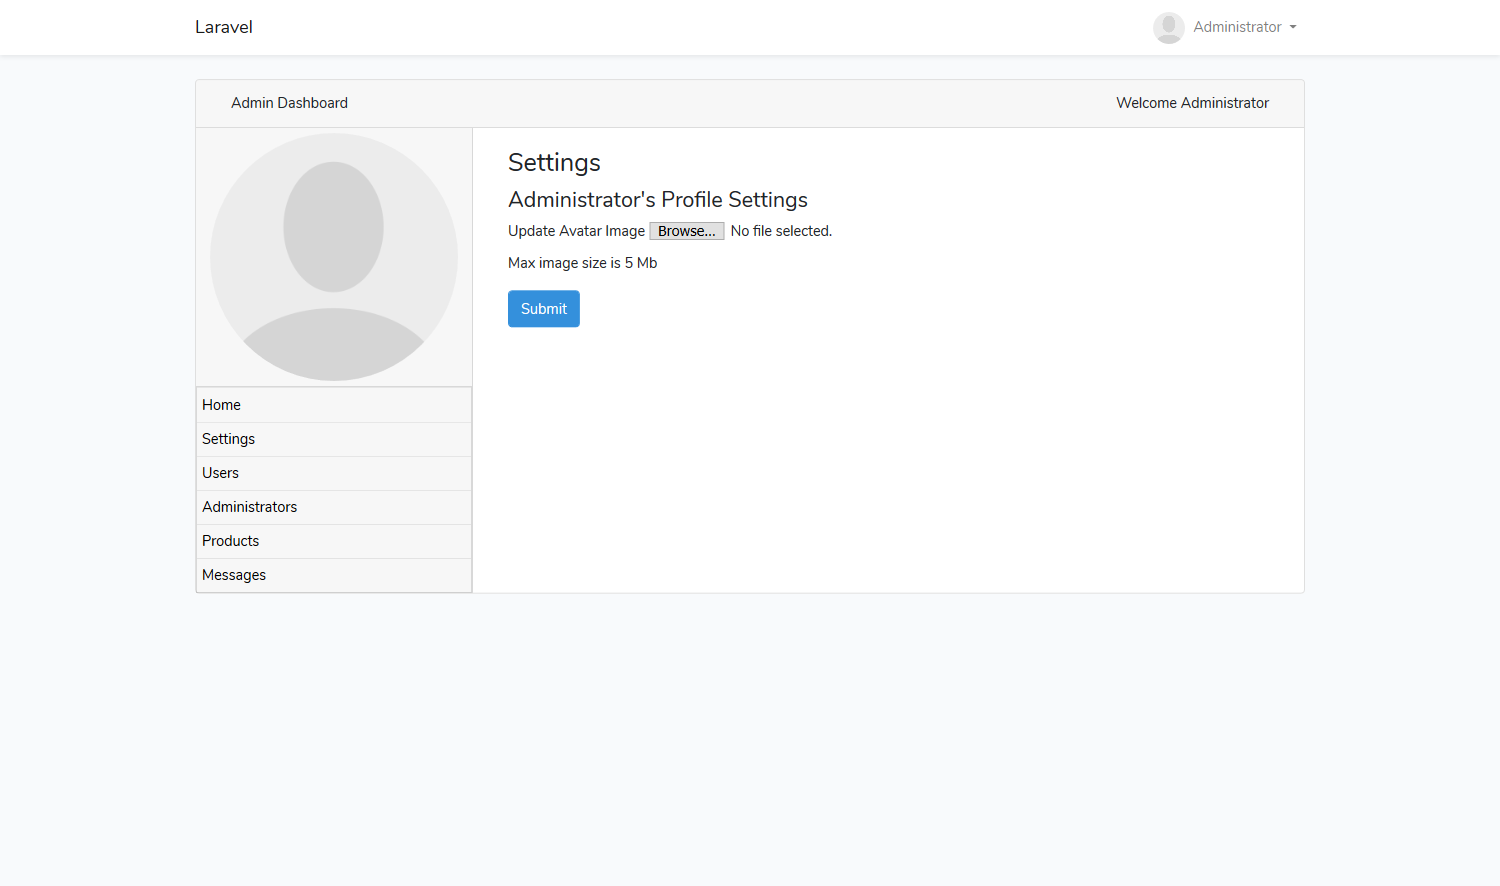 Laravel
Administrator
Admin Dashboard
Welcome Administrator
Settings
Administrator's Profile Settings
Update Avatar Image Browse... No file selected.
Max image size is 5 Mb
Submit
Home
Settings
Users
Administrators
Products
Messages